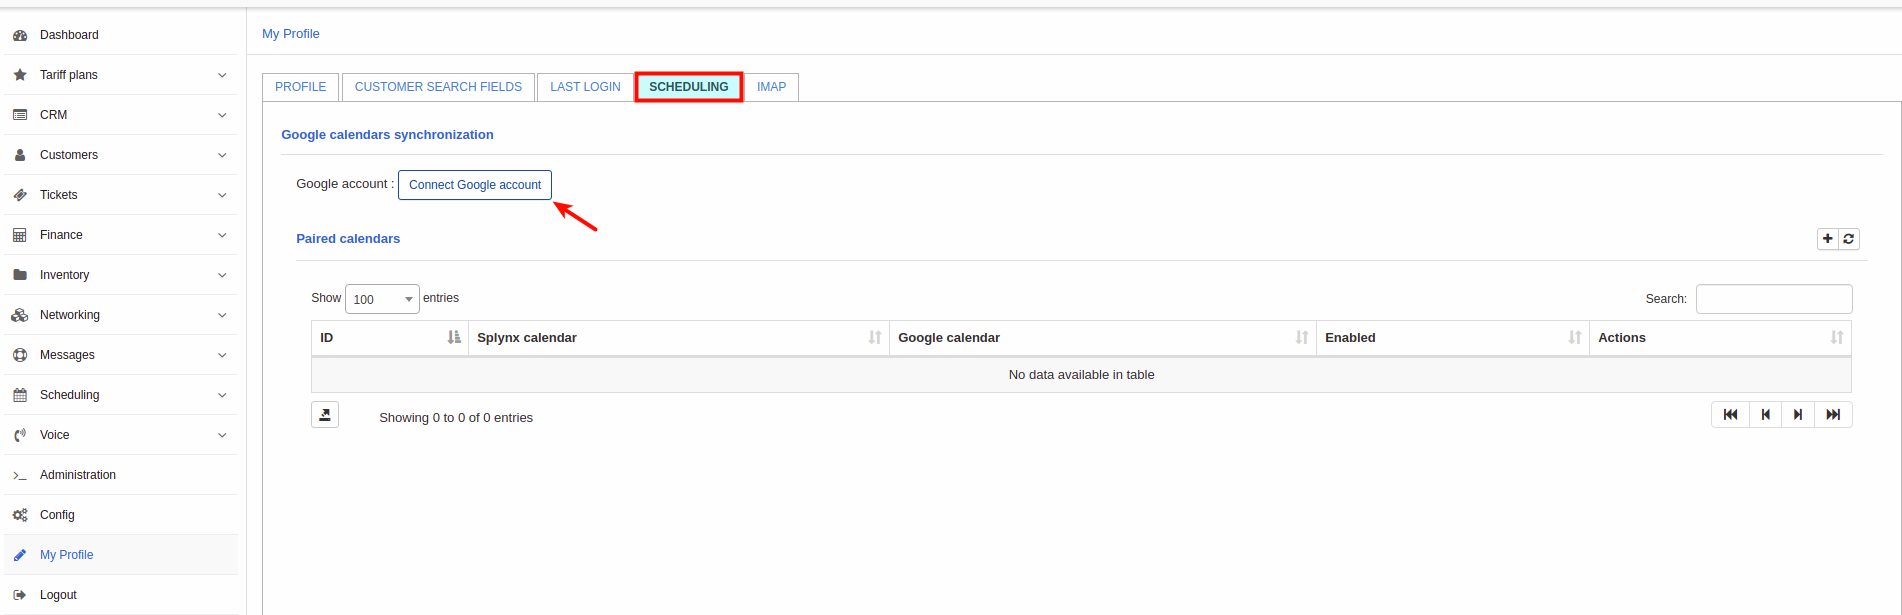 Dashboard
Tariff plans
CRM
Customers
Tickets
Finance
Inventory
Networking
Messages
Scheduling
Voice
Administration
Config
My Profile
Logout
My Profile
PROFILE CUSTOMER SEARCH FIELDS LAST LOGIN SCHEDULING IMAP
Google calendars synchronization
Google account : Connect Google account
Paired calendars
Show 100 entries Search:
ID Splynx calendar Google calendar Enabled Actions
No data available in table
Showing 0 to 0 of 0 entries